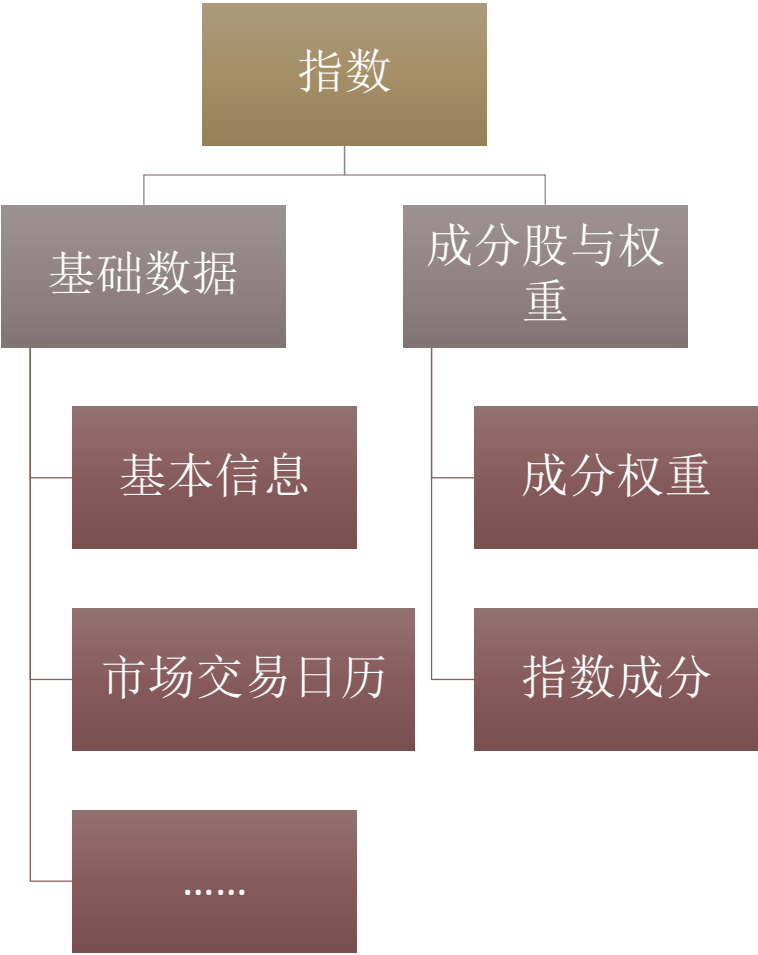 指数
基础数据
成分股与权
重
基本信息
成分权重
市场交易日历
指数成分
……